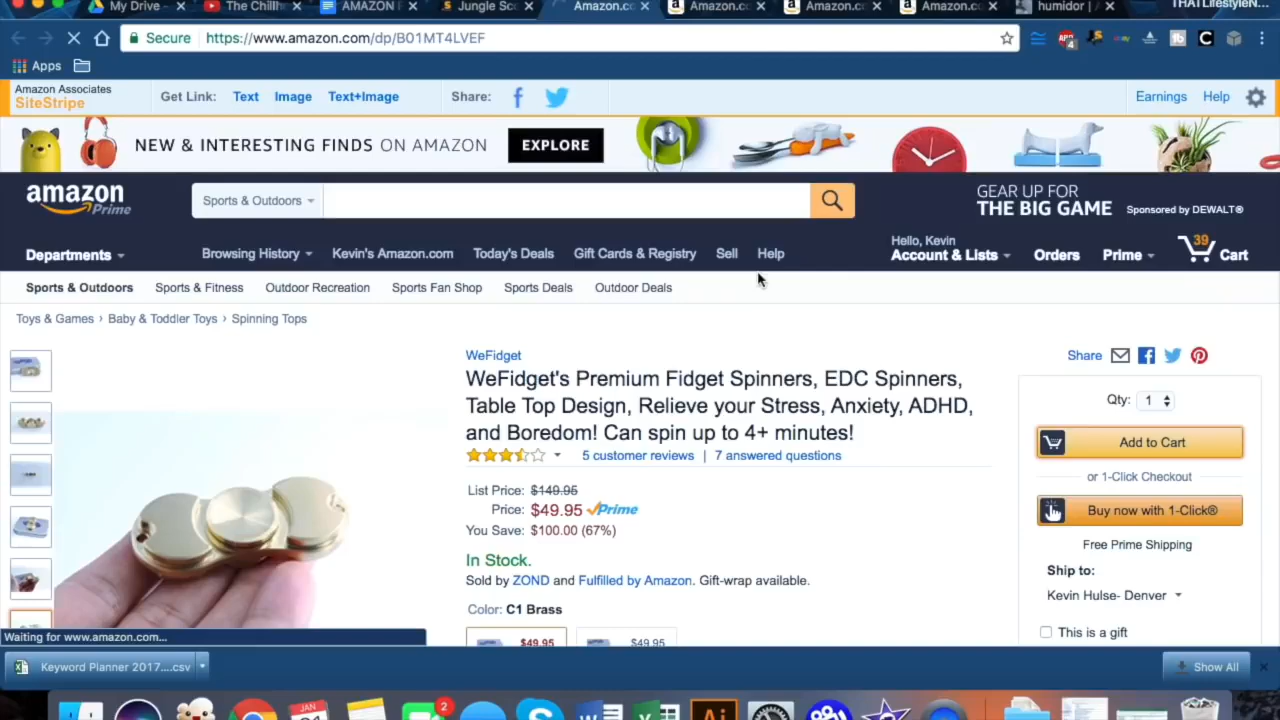 My Drive -
The Chilli
AMAZON F
Jungle Sco
Amazon.co
Amazon.co
Amazon.co
Amazon.co
humidor | A
THATLifestyleN...
Secure
https://www.amazon.com/dp/B01MT4LVEF
4
Apps
Amazon Associates
SiteStripe
Get Link:
Text
Image
Text+Image
Share:
Earnings
Help
NEW & INTERESTING FINDS ON AMAZON
EXPLORE
amazon
Prime
Sports & Outdoors
GEAR UP FOR
THE BIG GAME
Sponsored by DEWALT®
Departments
Browsing History
Kevin's Amazon.com
Today's Deals
Gift Cards & Registry
Sell
Help
Hello, Kevin
Account & Lists
Orders
Prime
39
Cart
Sports & Outdoors
Sports & Fitness
Outdoor Recreation
Sports Fan Shop
Sports Deals
Outdoor Deals
Toys & Games › Baby & Toddler Toys › Spinning Tops
WeFidget
WeFidget's Premium Fidget Spinners, EDC Spinners,
Table Top Design, Relieve your Stress, Anxiety, ADHD,
and Boredom! Can spin up to 4+ minutes!
5 customer reviews | 7 answered questions
List Price: $149.95
Price: $49.95 Prime
You Save: $100.00 (67%)
In Stock.
Sold by ZOND and Fulfilled by Amazon. Gift-wrap available.
Color: C1 Brass
$49.95
$49.95
Share
Qty: 1
Add to Cart
or 1-Click Checkout
Buy now with 1-Click®
Free Prime Shipping
Ship to:
Kevin Hulse- Denver
This is a gift
Waiting for www.amazon.com...
Keyword Planner 2017....csv
Show All
JAN
2